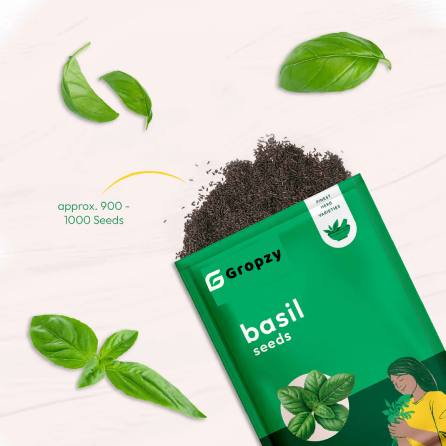 approx. 900 -
1000 Seeds
FINEST
HERB
VARIETIES
Gropzy
basil
seeds